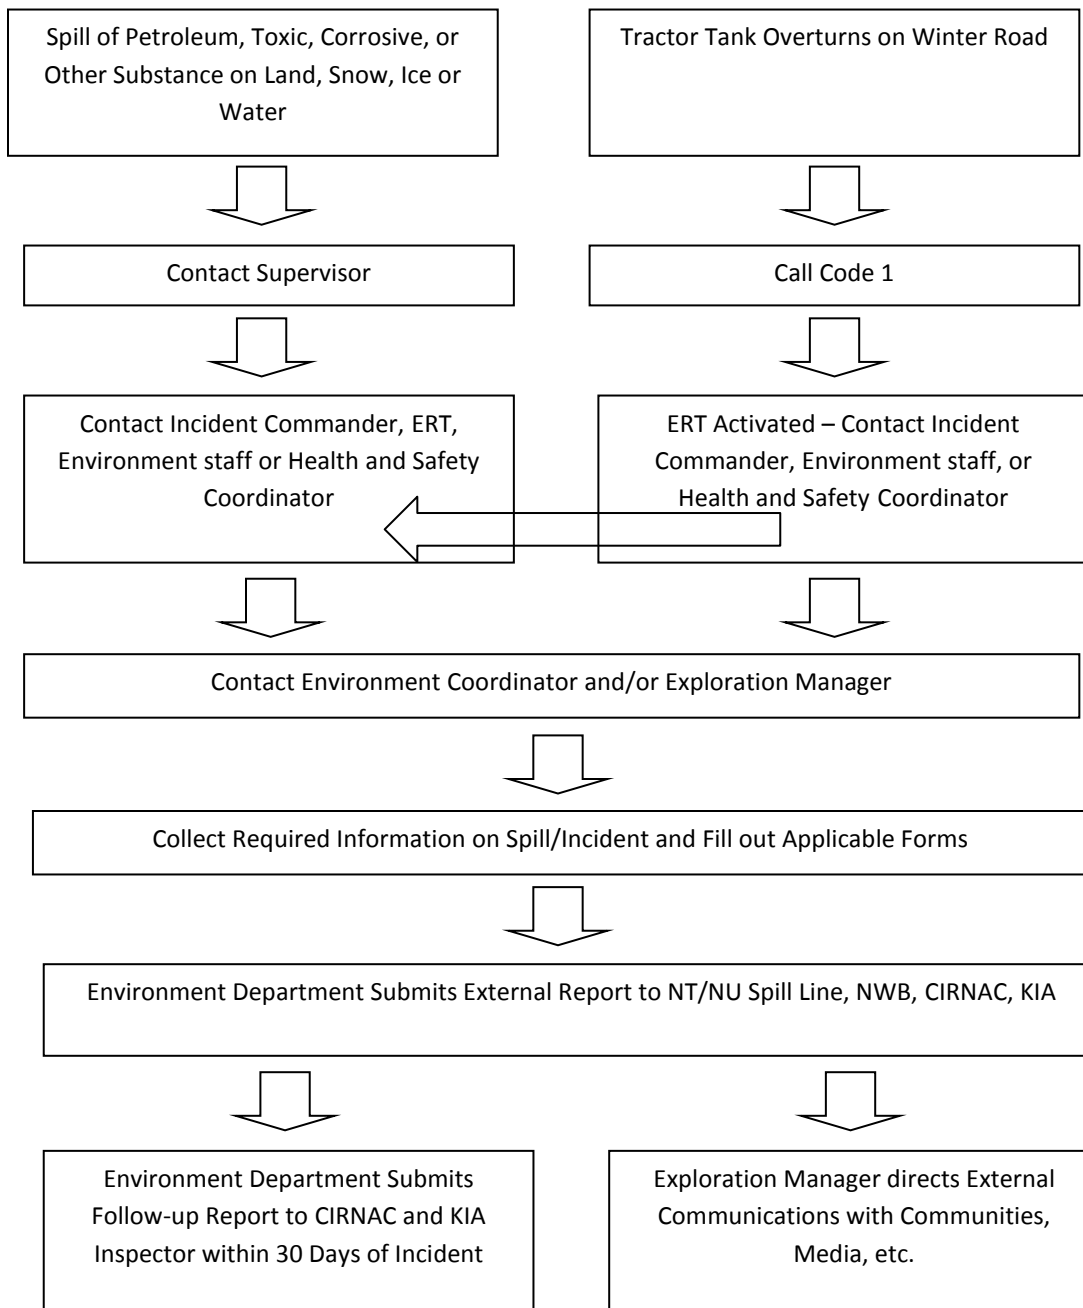 Spill of Petroleum, Toxic, Corrosive, or
Other Substance on Land, Snow, Ice or
Water
Tractor Tank Overturns on Winter Road
Contact Supervisor
Call Code 1
Contact Incident Commander, ERT,
Environment staff or Health and Safety
Coordinator
ERT Activated – Contact Incident
Commander, Environment staff, or
Health and Safety Coordinator
Contact Environment Coordinator and/or Exploration Manager
Collect Required Information on Spill/Incident and Fill out Applicable Forms
Environment Department Submits External Report to NT/NU Spill Line, NWB, CIRNAC, KIA
Environment Department Submits
Follow-up Report to CIRNAC and KIA
Inspector within 30 Days of Incident
Exploration Manager directs External
Communications with Communities,
Media, etc.